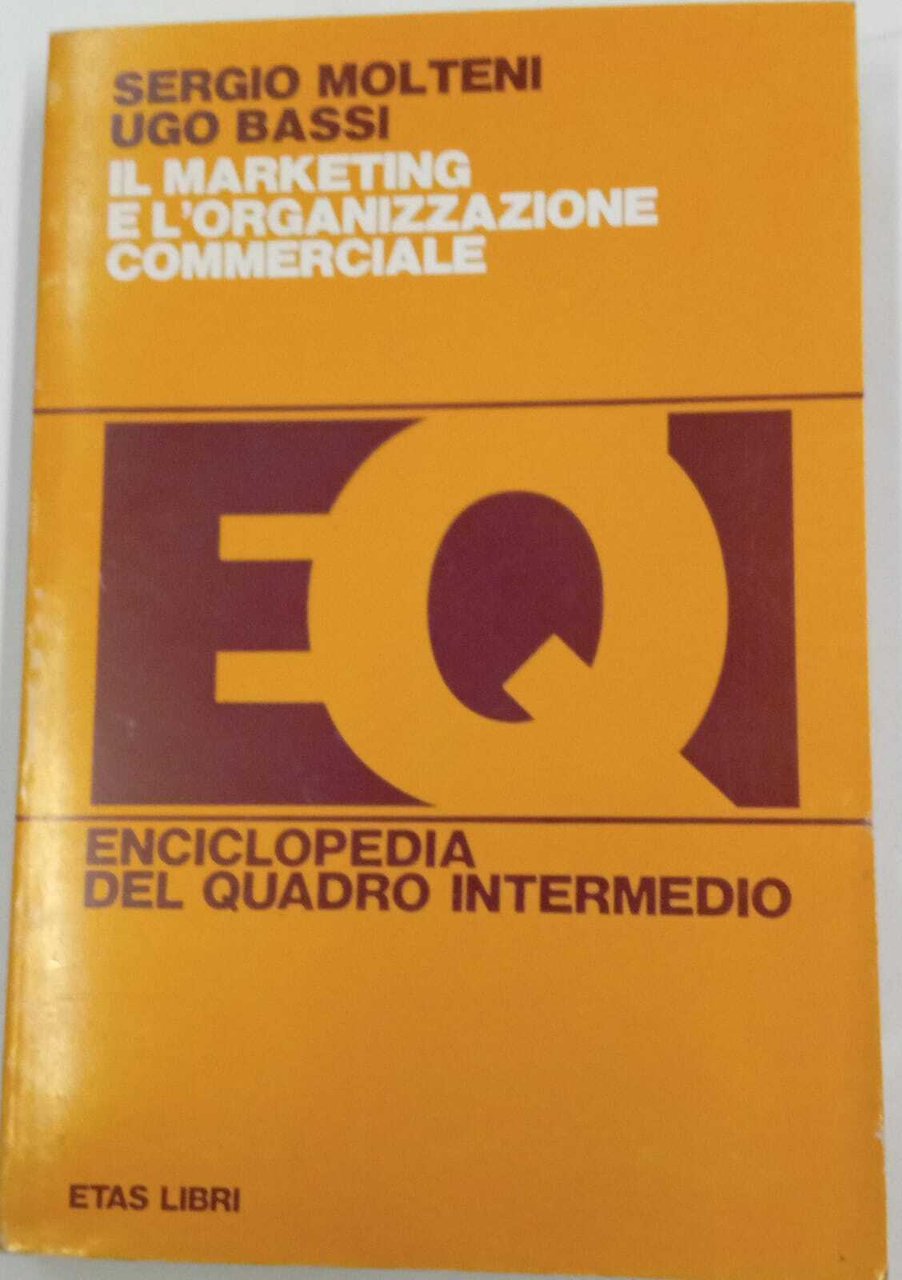 SERGIO MOLTENI
UGO BASSI
IL MARKETING
E L'ORGANIZZAZIONE
COMMERCIALE
EQI
ENCICLOPEDIA
DEL QUADRO INTERMEDIO
ETAS LIBRI